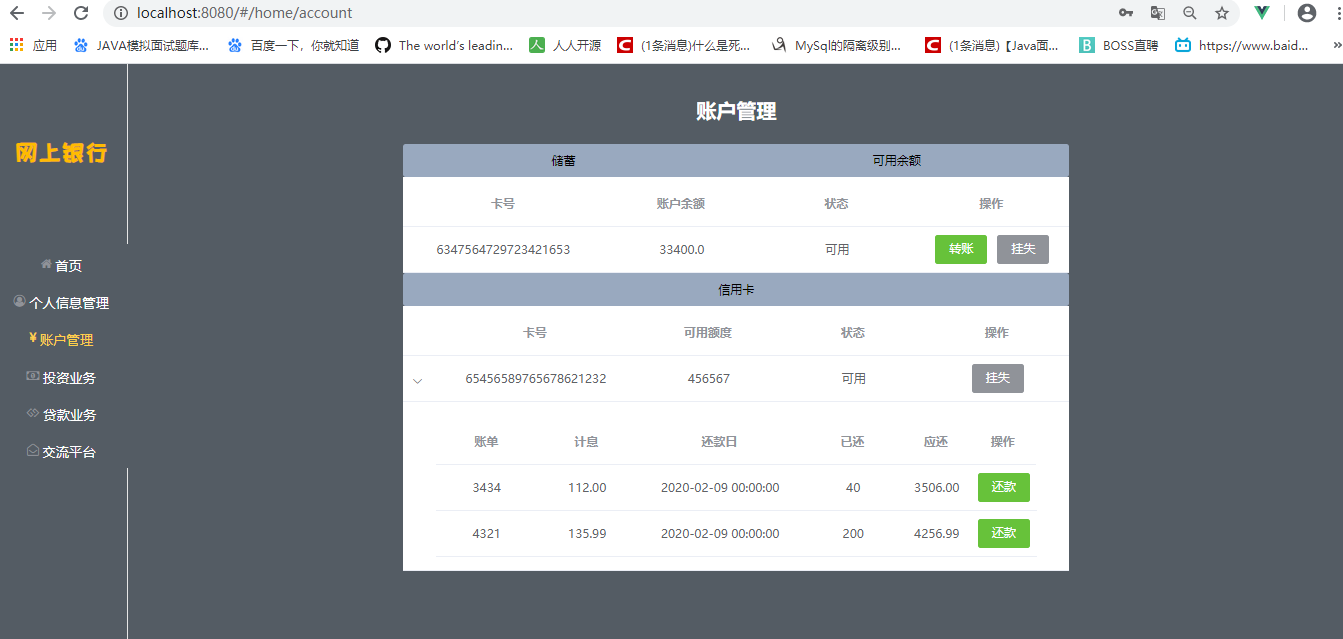 localhost:8080/#/home/account
应用 JAVA模拟面试题库... 百度一下，你就知道 The world's leadin... 人人开源 (1条消息)什么是死... MySql的隔离级别... (1条消息)【Java面... BOSS直聘 https://www.baid... »
账户管理
网上银行
储蓄 可用余额
卡号 账户余额 状态 操作
6347564729723421653 33400.0 可用 转账 挂失
首页
信用卡
个人信息管理
卡号 可用额度 状态 操作
账户管理
65456589765678621232 456567 可用 挂失
投资业务
贷款业务
账单 计息 还款日 已还 应还 操作
交流平台
3434 112.00 2020-02-09 00:00:00 40 3506.00 还款
4321 135.99 2020-02-09 00:00:00 200 4256.99 还款